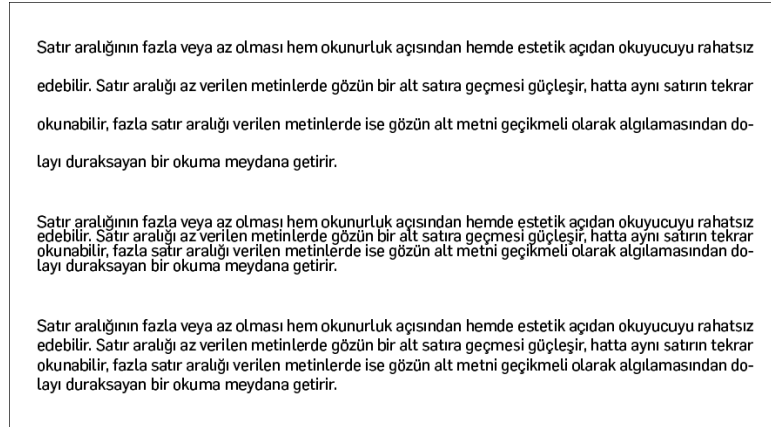 Satır aralığının fazla veya az olması hem okunurluk açısından hemde estetik açıdan okuyucuyu rahatsız
edebilir. Satır aralığı az verilen metinlerde gözün bir alt satıra geçmesi güçleşir, hatta aynı satırın tekrar
okunabilir, fazla satır aralığı verilen metinlerde ise gözün alt metni geçikmeli olarak algılamasından do-
layı duraksayan bir okuma meydana getirir.
Satır aralığının fazla veya az olması hem okunurluk açısından hemde estetik açıdan okuyucuyu rahatsız
edebilir. Satır aralığı az verilen metinlerde gözün bir alt satıra geçmesi güçleşir, hatta aynı satırın tekrar
okunabilir, fazla satır aralığı verilen metinlerde ise gözün alt metni geçikmeli olarak algılamasından do-
layı duraksayan bir okuma meydana getirir.
Satır aralığının fazla veya az olması hem okunurluk açısından hemde estetik açıdan okuyucuyu rahatsız
edebilir. Satır aralığı az verilen metinlerde gözün bir alt satıra geçmesi güçleşir, hatta aynı satırın tekrar
okunabilir, fazla satır aralığı verilen metinlerde ise gözün alt metni geçikmeli olarak algılamasından do-
layı duraksayan bir okuma meydana getirir.